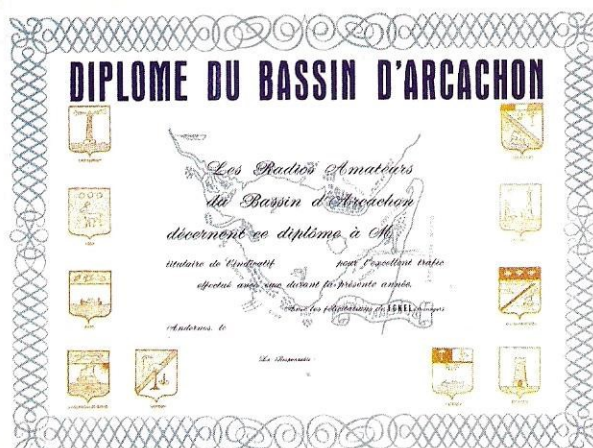 DIPLOME DU BASSIN D'ARCACHON
Les Radios Amateurs
du Bassin d'Arcachon
décernent ce diplôme à M
titulaire de l'indicatif pour l'excellent trafic
effectué avec eux durant la présente année.
Avec les félicitations de
Andernos, le
Le Responsable